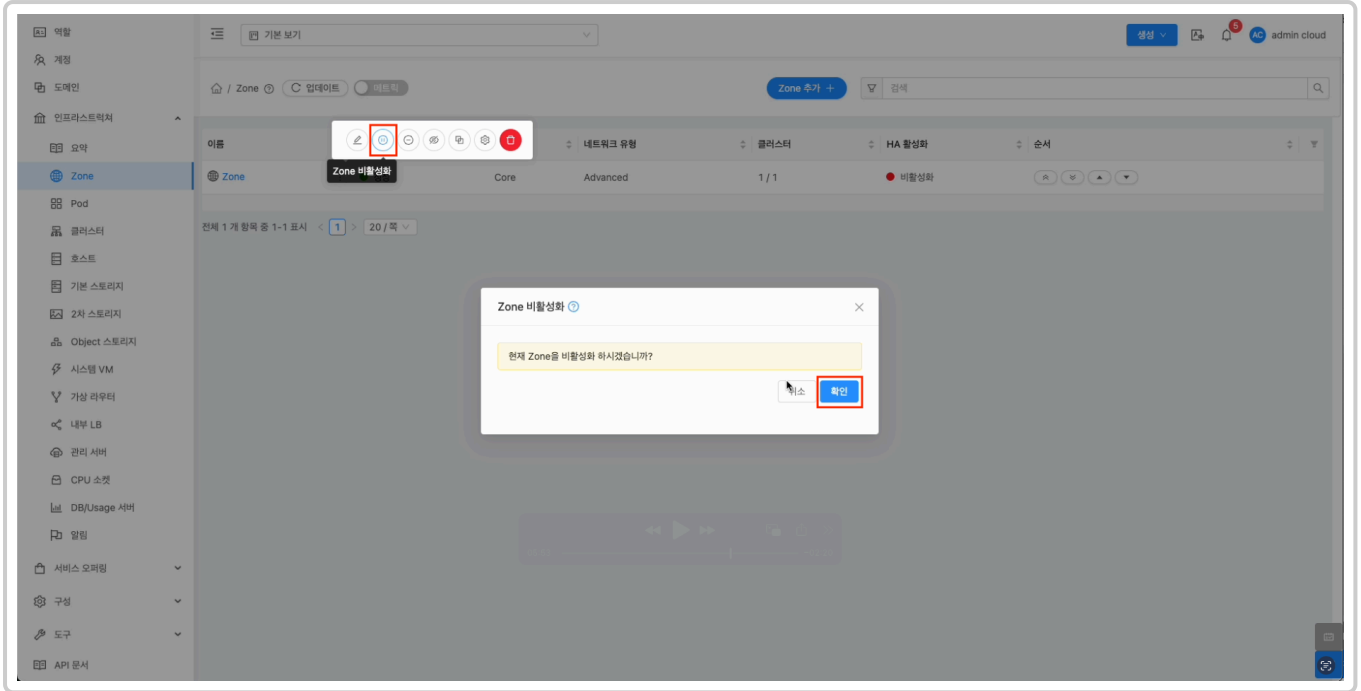 역할
계정
도메인
인프라스트럭쳐
요약
Zone
Pod
클러스터
호스트
기본 스토리지
2차 스토리지
Object 스토리지
시스템 VM
가상 라우터
내부 LB
관리 서버
CPU 소켓
DB/Usage 서버
알림
서비스 오퍼링
구성
도구
API 문서
기본 보기
생성
5
AC admin cloud
/ Zone 업데이트 메트릭
Zone 추가 +
검색
이름 네트워크 유형 클러스터 HA 활성화 순서
Zone 비활성화
Zone Core Advanced 1 / 1 비활성화
전체 1 개 항목 중 1-1 표시 < 1 > 20 / 쪽
Zone 비활성화
현재 Zone을 비활성화 하시겠습니까?
취소 확인